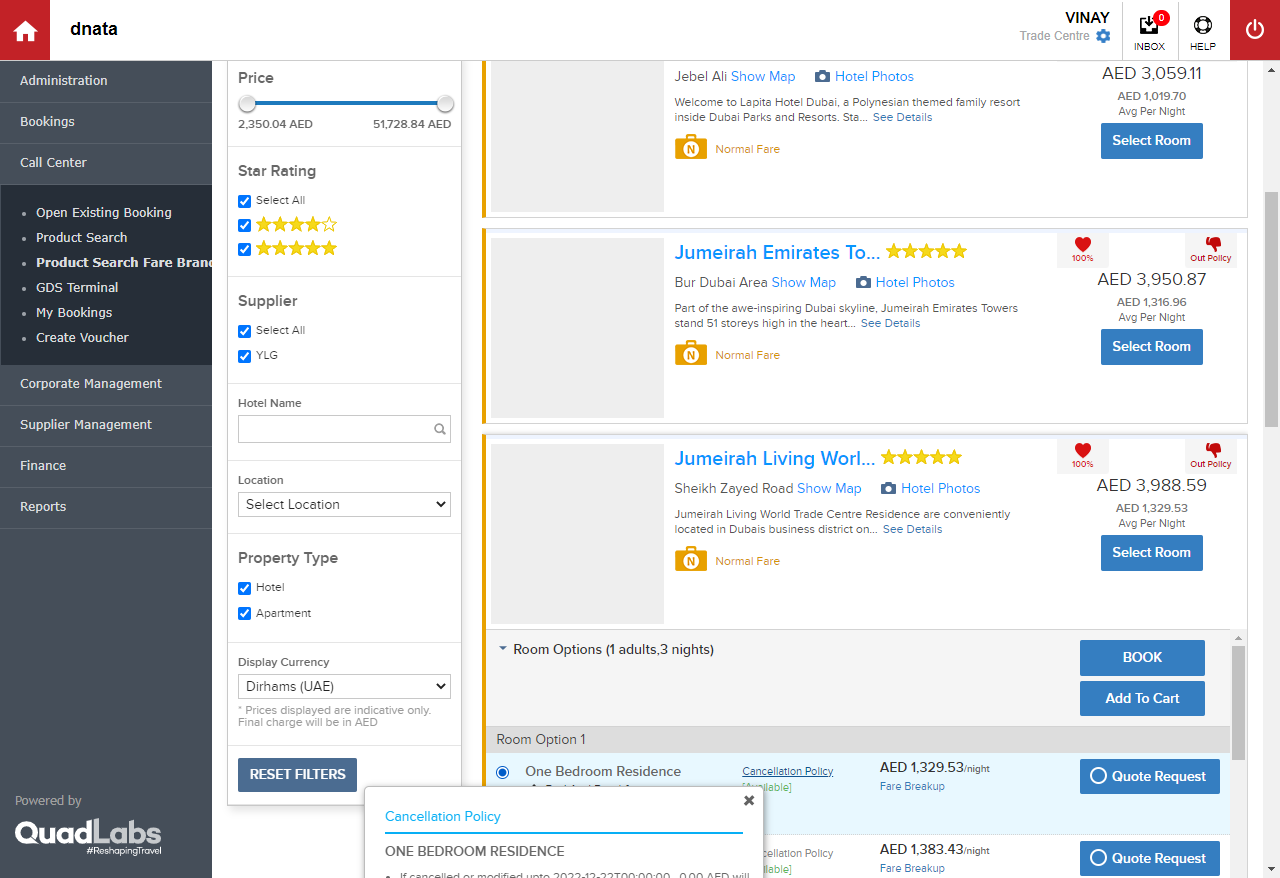 dnata
VINAY
Trade Centre
0
INBOX
HELP
Administration
Bookings
Call Center
Open Existing Booking
Product Search
Product Search Fare Bran
GDS Terminal
My Bookings
Create Voucher
Corporate Management
Supplier Management
Finance
Reports
Powered by
QuadLabs
#ReshapingTravel
Price
2,350.04 AED 51,728.84 AED
Star Rating
Select All
Supplier
Select All
YLG
Hotel Name
Location
Select Location
Property Type
Hotel
Apartment
Display Currency
Dirhams (UAE)
* Prices displayed are indicative only.
Final charge will be in AED
RESET FILTERS
Jebel Ali Show Map Hotel Photos
Welcome to Lapita Hotel Dubai, a Polynesian themed family resort
inside Dubai Parks and Resorts. Sta... See Details
N Normal Fare
AED 3,059.11
AED 1,019.70
Avg Per Night
Select Room
Jumeirah Emirates To...
Bur Dubai Area Show Map Hotel Photos
Part of the awe-inspiring Dubai skyline, Jumeirah Emirates Towers
stand 51 storeys high in the heart... See Details
N Normal Fare
100% Out Policy
AED 3,950.87
AED 1,316.96
Avg Per Night
Select Room
Jumeirah Living Worl...
Sheikh Zayed Road Show Map Hotel Photos
Jumeirah Living World Trade Centre Residence are conveniently
located in Dubais business district on... See Details
N Normal Fare
100% Out Policy
AED 3,988.59
AED 1,329.53
Avg Per Night
Select Room
Room Options (1 adults,3 nights)
BOOK
Add To Cart
Room Option 1
One Bedroom Residence
Cancellation Policy
AED 1,329.53/night
Fare Breakup
Quote Request
Cancellation Policy
ONE BEDROOM RESIDENCE
If cancelled or modified upto 2022-12-22T00:00:00 , 0.00 AED will
AED 1,383.43/night
Fare Breakup
Quote Request